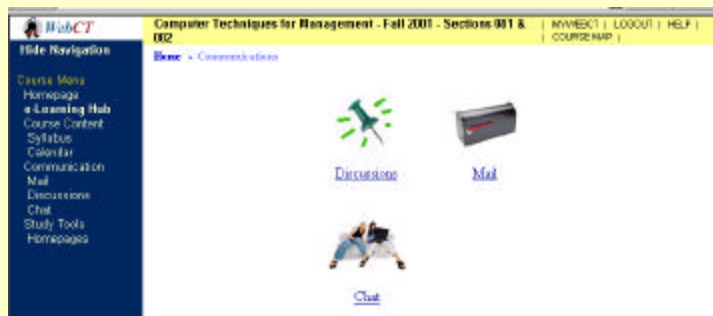 WebCT
Computer Techniques for Management - Fall 2001 - Sections 001 &
002
| MYWEBCT | LOGOUT | HELP |
| COURSE MAP |
Hide Navigation
Home » Communications
Course Menu
Homepage
e-Learning Hub
Course Content
Syllabus
Calendar
Communication
Mail
Discussions
Chat
Study Tools
Homepages
Discussions
Mail
Chat